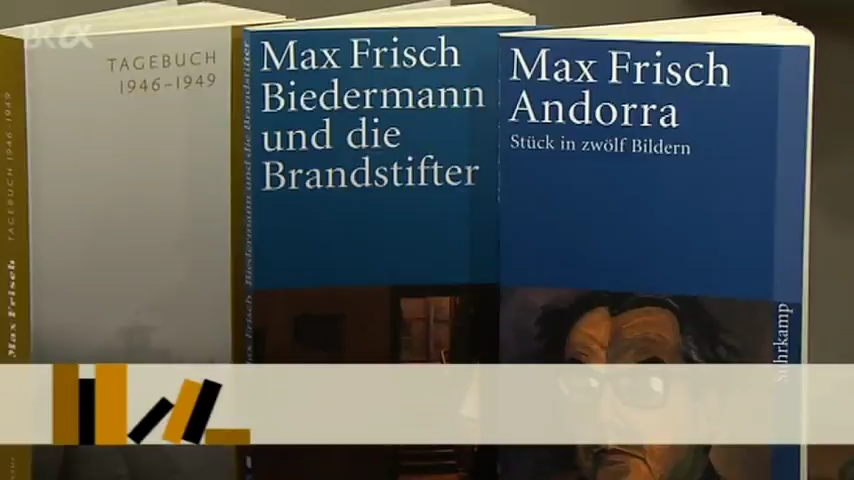 BR
TAGEBUCH
1946–1949
TAGEBUCH 1946–1949
Max Frisch
Max Frisch
Biedermann
und die
Brandstifter
Max Frisch Biedermann und die Brandstifter
Max Frisch
Andorra
Stück in zwölf Bildern
Suhrkamp